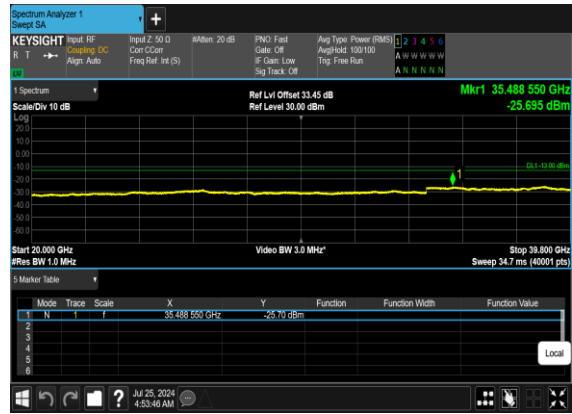 Spectrum Analyzer 1
Swept SA
+
KEYSIGHT Input: RF Input Z: 50 Ω #Atten: 20 dB PNO: Fast Avg Type: Power (RMS) 1 2 3 4 5 6
R T Coupling: DC Corr CCorr Gate: Off Avg|Hold: 100/100 A W W W W W
Align: Auto Freq Ref: Int (S) IF Gain: Low Trig: Free Run
LW Sig Track: Off A N N N N N
1 Spectrum Ref Lvl Offset 33.45 dB Mkr1 35.488 550 GHz
Scale/Div 10 dB Ref Level 30.00 dBm -25.695 dBm
Log
20.0
10.0
0.00
-10.0 DL1 -13.00 dBm
1
-20.0
-30.0
-40.0
-50.0
-60.0
Start 20.000 GHz Video BW 3.0 MHz* Stop 39.800 GHz
#Res BW 1.0 MHz Sweep 34.7 ms (40001 pts)
5 Marker Table
Mode Trace Scale X Y Function Function Width Function Value
1 N 1 f 35.488 550 GHz -25.70 dBm
2
3
4
5
6
Local
? Jul 25, 2024
4:53:46 AM